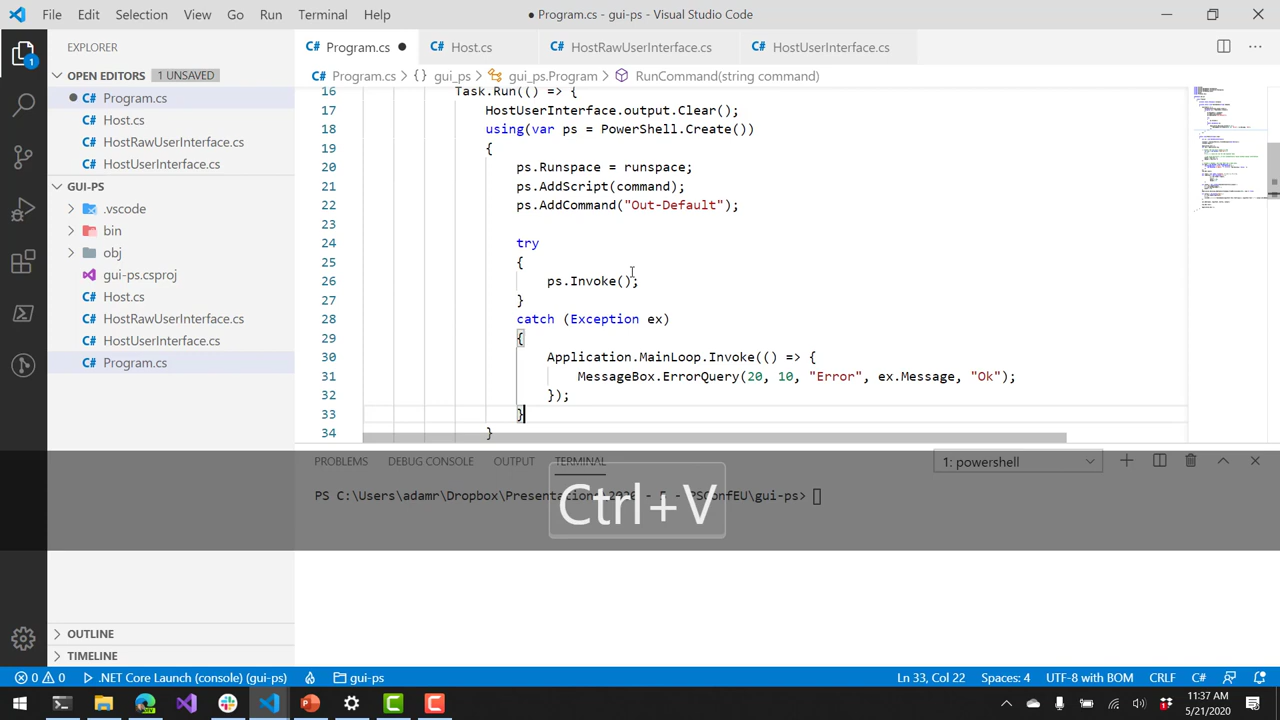 File Edit Selection View Go Run Terminal Help
● Program.cs - gui-ps - Visual Studio Code
EXPLORER
OPEN EDITORS 1 UNSAVED
Program.cs
Host.cs
HostRawUserInterface.cs
HostUserInterface.cs
GUI-PS
.vscode
bin
obj
gui-ps.csproj
Host.cs
HostRawUserInterface.cs
HostUserInterface.cs
Program.cs
OUTLINE
TIMELINE
C# Program.cs ● C# Host.cs C# HostRawUserInterface.cs C# HostUserInterface.cs
C# Program.cs > {} gui_ps > gui_ps.Program > RunCommand(string command)
16 Task.Run(() => {
17 HostUserInterface.output.Clear();
18 using(var ps = PowerShell.Create())
19 {
20 ps.Runspace = runspace;
21 ps.AddScript(command);
22 ps.AddCommand("Out-Default");
23
24 try
25 {
26 ps.Invoke();
27 }
28 catch (Exception ex)
29 {
30 Application.MainLoop.Invoke(() => {
31 MessageBox.ErrorQuery(20, 10, "Error", ex.Message, "Ok");
32 });
33 }
34 }
PROBLEMS DEBUG CONSOLE OUTPUT TERMINAL 1: powershell
PS C:\Users\adamr\Dropbox\Presentations\2020 - 5 - PSConfEU\gui-ps>
Ctrl+V
0 0 .NET Core Launch (console) (gui-ps) gui-ps Ln 33, Col 22 Spaces: 4 UTF-8 with BOM CRLF C#
11:37 AM
5/21/2020